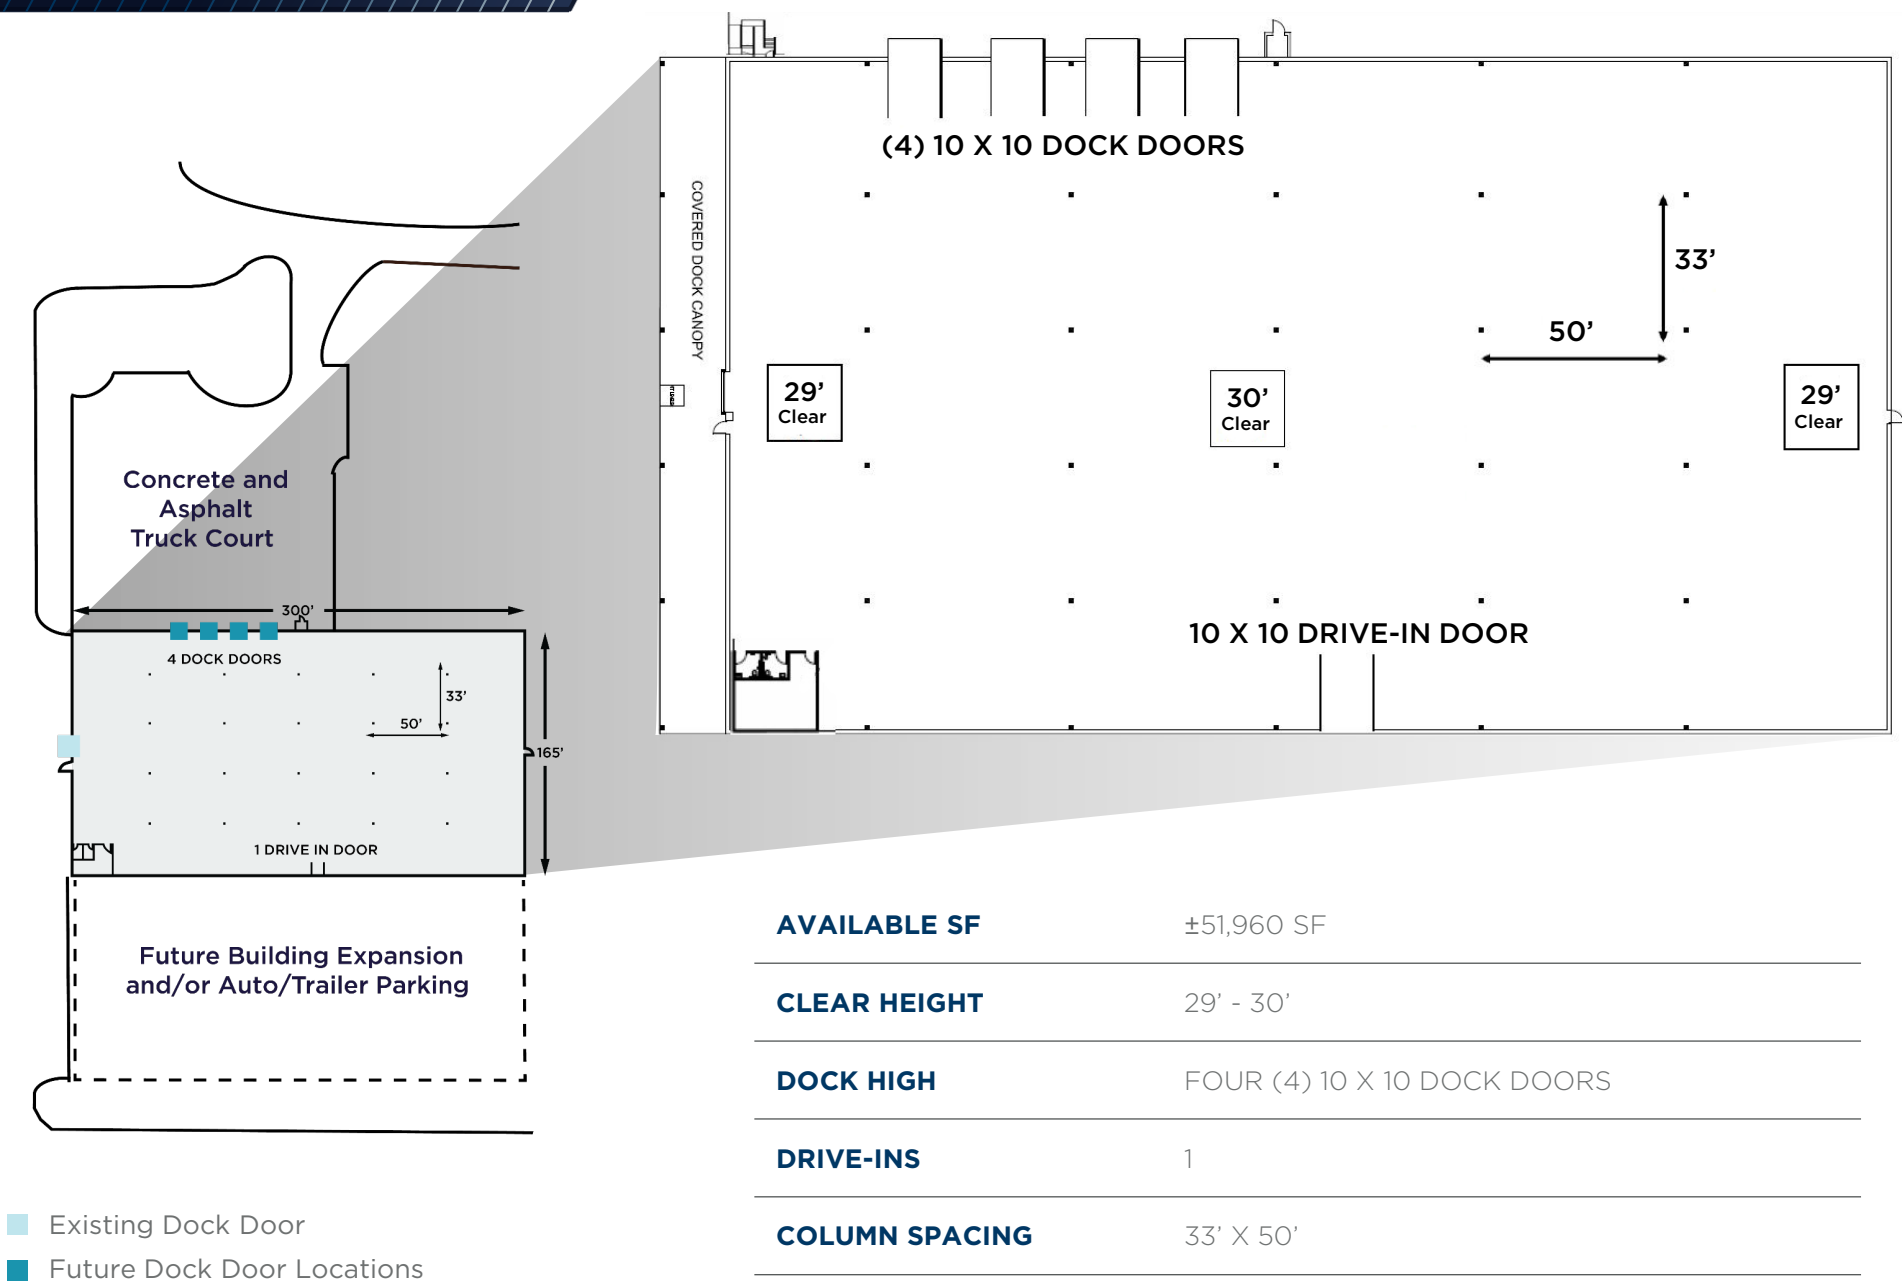 (4) 10 X 10 DOCK DOORS
COVERED DOCK CANOPY
33’
50’
29’
Clear
30’
Clear
29’
Clear
10 X 10 DRIVE-IN DOOR
Concrete and
Asphalt
Truck Court
300’
4 DOCK DOORS
33’
50’
165’
1 DRIVE IN DOOR
Future Building Expansion
and/or Auto/Trailer Parking
Existing Dock Door
Future Dock Door Locations
AVAILABLE SF ±51,960 SF
CLEAR HEIGHT 29’ - 30’
DOCK HIGH FOUR (4) 10 X 10 DOCK DOORS
DRIVE-INS 1
COLUMN SPACING 33’ X 50’